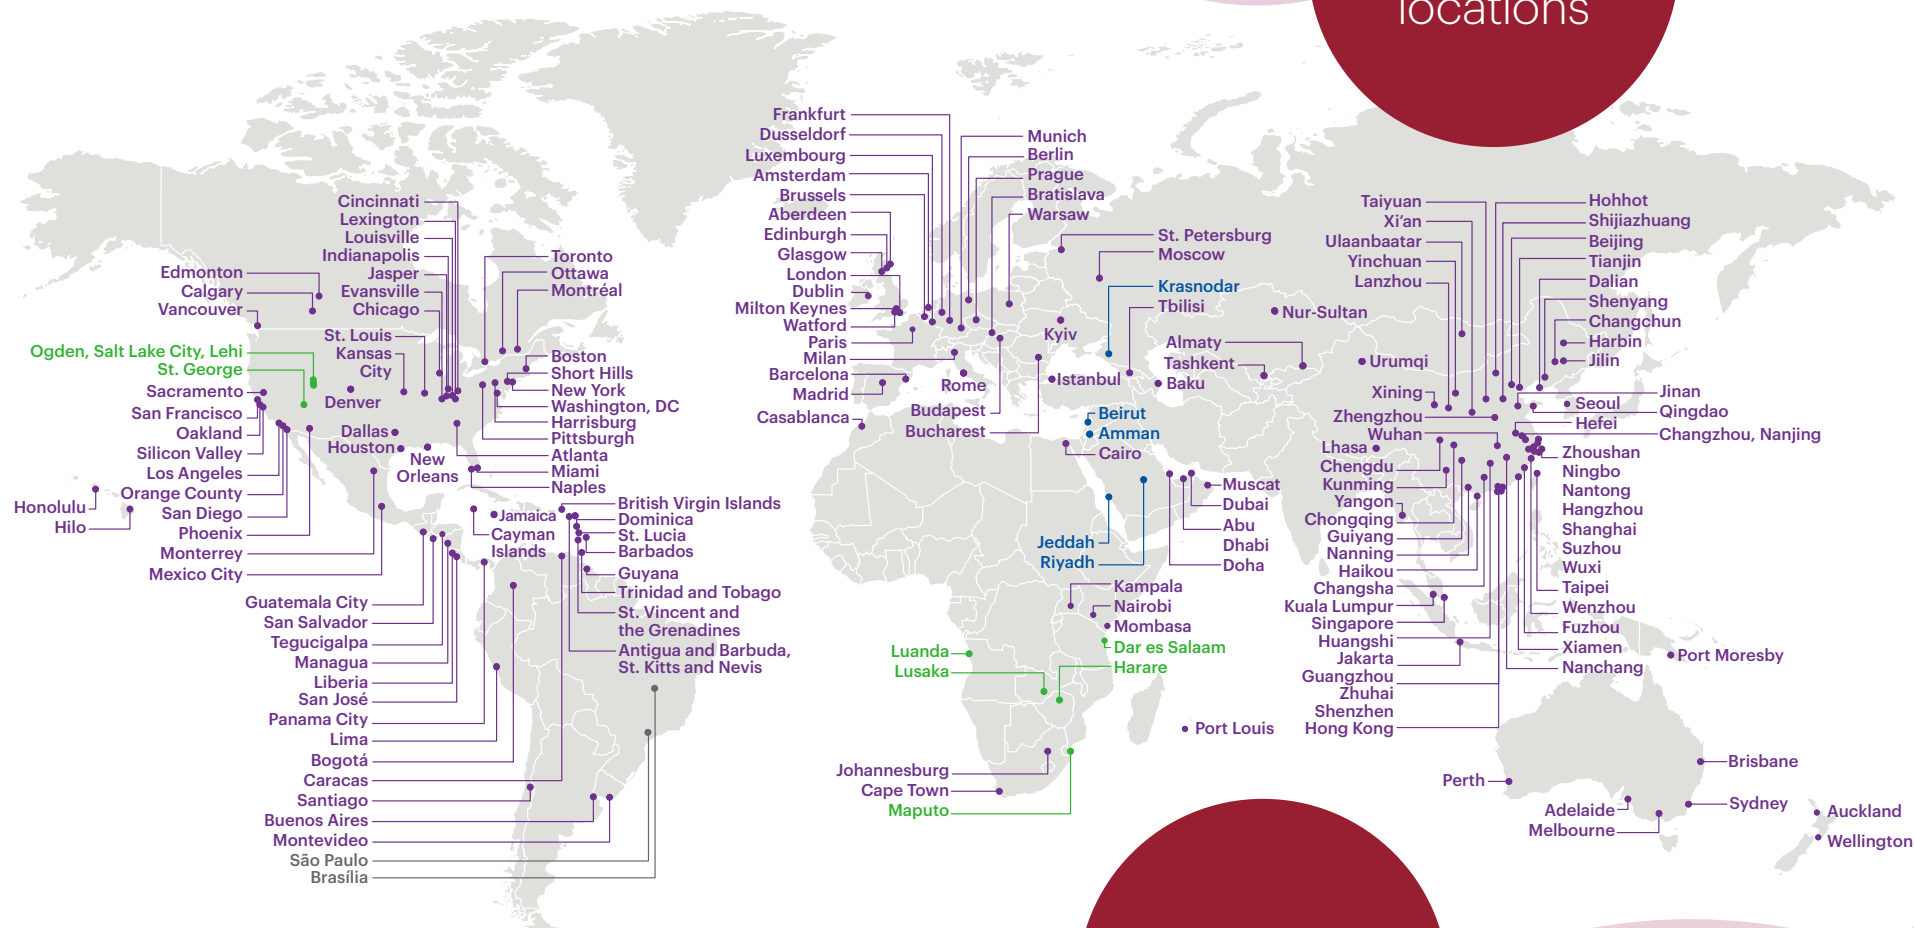 locations
Frankfurt
Dusseldorf
Luxembourg
Amsterdam
Brussels
Aberdeen
Edinburgh
Glasgow
London
Dublin
Milton Keynes
Watford
Paris
Milan
Barcelona
Madrid
Casablanca
Munich
Berlin
Prague
Bratislava
Warsaw
St. Petersburg
Moscow
Krasnodar
Tbilisi
Kyiv
Rome
Istanbul
Budapest
Bucharest
Nur-Sultan
Almaty
Tashkent
Baku
Beirut
Amman
Cairo
Cincinnati
Lexington
Louisville
Indianapolis
Jasper
Evansville
Chicago
St. Louis
Kansas
City
Denver
Dallas
Houston
New
Orleans
Edmonton
Calgary
Vancouver
Ogden, Salt Lake City, Lehi
St. George
Sacramento
San Francisco
Oakland
Silicon Valley
Los Angeles
Orange County
San Diego
Phoenix
Monterrey
Mexico City
Honolulu
Hilo
Toronto
Ottawa
Montréal
Boston
Short Hills
New York
Washington, DC
Harrisburg
Pittsburgh
Atlanta
Miami
Naples
Jamaica
Cayman
Islands
British Virgin Islands
Dominica
St. Lucia
Barbados
Guyana
Trinidad and Tobago
St. Vincent and
the Grenadines
Antigua and Barbuda,
St. Kitts and Nevis
Guatemala City
San Salvador
Tegucigalpa
Managua
Liberia
San José
Panama City
Lima
Bogotá
Caracas
Santiago
Buenos Aires
Montevideo
São Paulo
Brasília
Muscat
Dubai
Abu
Dhabi
Doha
Jeddah
Riyadh
Kampala
Nairobi
Mombasa
Dar es Salaam
Harare
Luanda
Lusaka
Port Louis
Johannesburg
Cape Town
Maputo
Taiyuan
Xi'an
Ulaanbaatar
Yinchuan
Lanzhou
Urumqi
Xining
Zhengzhou
Wuhan
Lhasa
Chengdu
Kunming
Yangon
Chongqing
Guiyang
Nanning
Haikou
Changsha
Kuala Lumpur
Singapore
Huangshi
Jakarta
Guangzhou
Zhuhai
Shenzhen
Hong Kong
Hohhot
Shijiazhuang
Beijing
Tianjin
Dalian
Shenyang
Changchun
Harbin
Jilin
Jinan
Seoul
Qingdao
Hefei
Changzhou, Nanjing
Zhoushan
Ningbo
Nantong
Hangzhou
Shanghai
Suzhou
Wuxi
Taipei
Wenzhou
Fuzhou
Xiamen
Nanchang
Port Moresby
Perth
Brisbane
Adelaide
Sydney
Melbourne
Auckland
Wellington